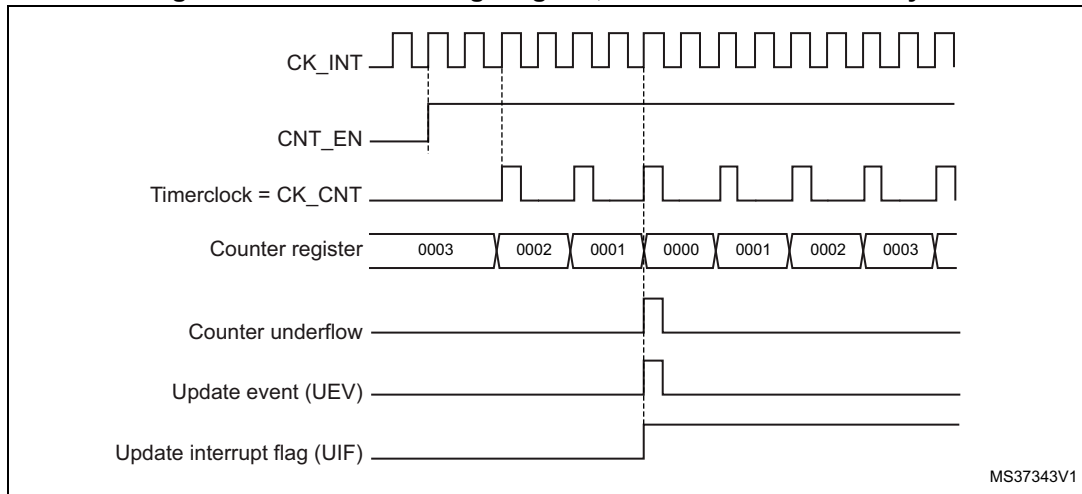 CK_INT
CNT_EN
Timerclock = CK_CNT
Counter register 0003 0002 0001 0000 0001 0002 0003
Counter underflow
Update event (UEV)
Update interrupt flag (UIF)
MS37343V1